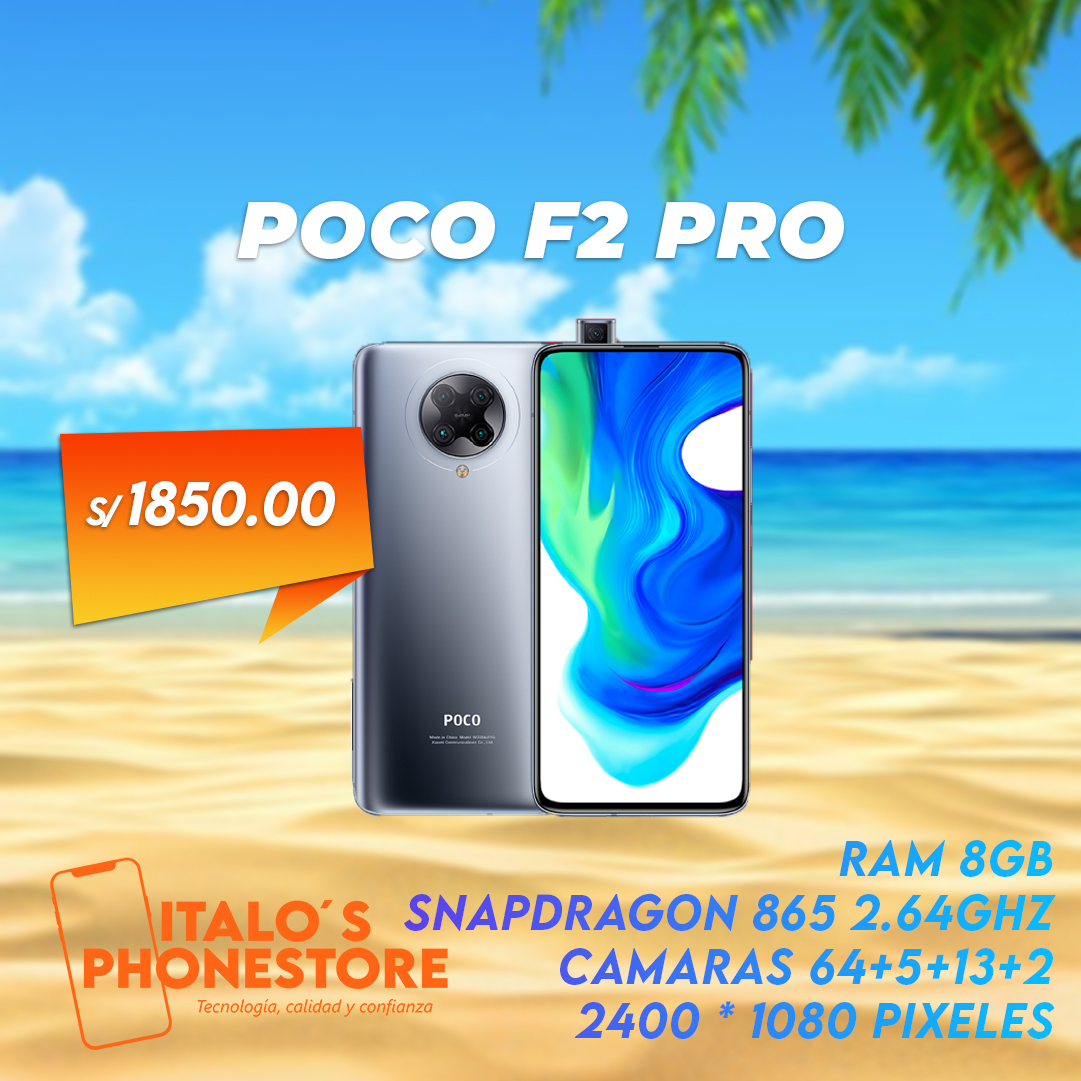 POCO F2 PRO
S/1850.00
POCO
RAM 8GB
SNAPDRAGON 865 2.64GHZ
CAMARAS 64+5+13+2
2400 * 1080 PIXELES
ITALO´S
PHONESTORE
Tecnología, calidad y confianza